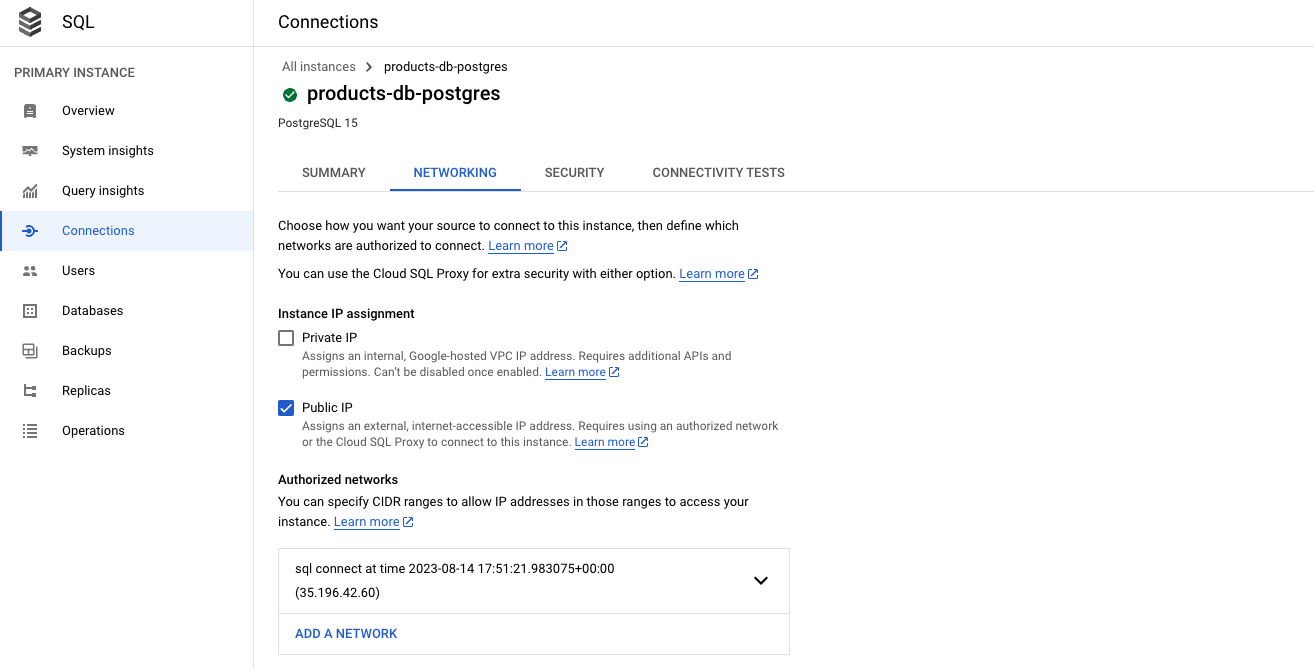 SQL
Connections
PRIMARY INSTANCE
Overview
System insights
Query insights
Connections
Users
Databases
Backups
Replicas
Operations
All instances
products-db-postgres
products-db-postgres
PostgreSQL 15
SUMMARY
NETWORKING
SECURITY
CONNECTIVITY TESTS
Choose how you want your source to connect to this instance, then define which
networks are authorized to connect. Learn more
You can use the Cloud SQL Proxy for extra security with either option. Learn more
Instance IP assignment
Private IP
Assigns an internal, Google-hosted VPC IP address. Requires additional APIs and
permissions. Can't be disabled once enabled. Learn more
Public IP
Assigns an external, internet-accessible IP address. Requires using an authorized network
or the Cloud SQL Proxy to connect to this instance. Learn more
Authorized networks
You can specify CIDR ranges to allow IP addresses in those ranges to access your
instance. Learn more
sql connect at time 2023-08-14 17:51:21.983075+00:00
(35.196.42.60)
ADD A NETWORK